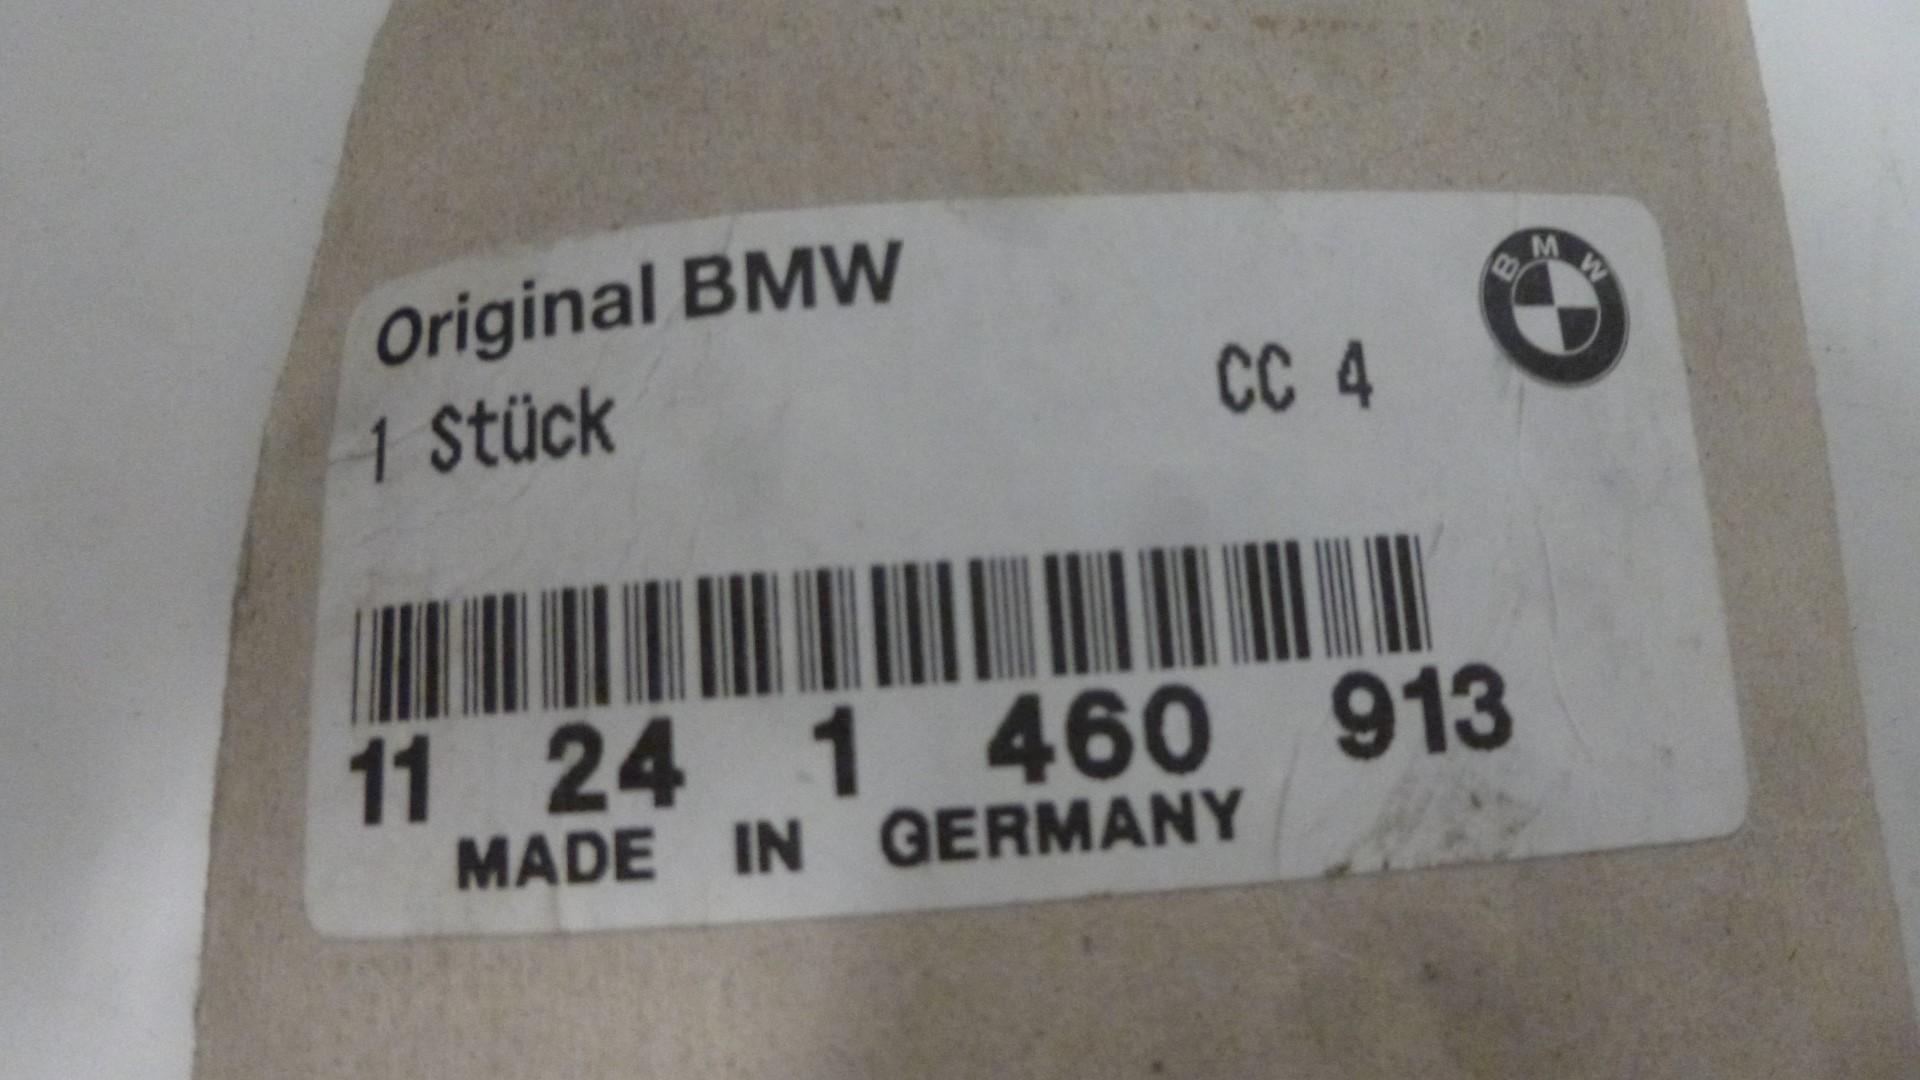 Original BMW
BMW
1 Stück CC 4
11 24 1 460 913
MADE IN GERMANY